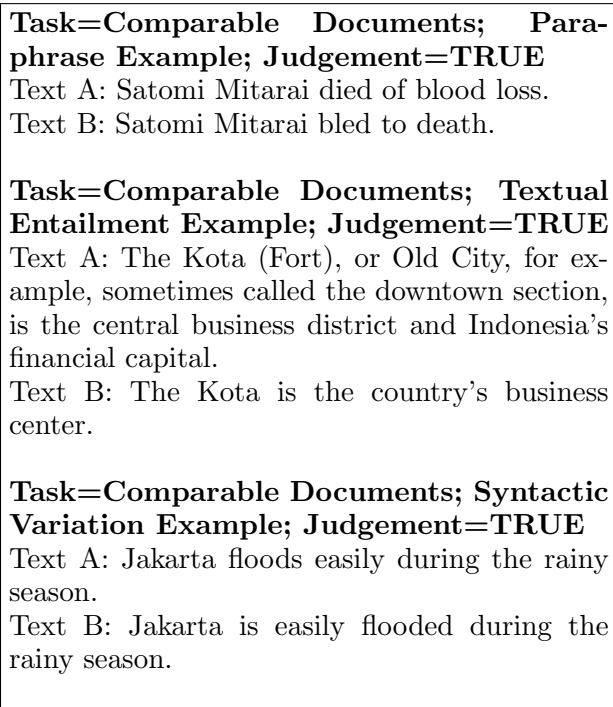 Task=Comparable Documents; Para-
phrase Example; Judgement=TRUE
Text A: Satomi Mitarai died of blood loss.
Text B: Satomi Mitarai bled to death.
Task=Comparable Documents; Textual
Entailment Example; Judgement=TRUE
Text A: The Kota (Fort), or Old City, for ex-
ample, sometimes called the downtown section,
is the central business district and Indonesia's
financial capital.
Text B: The Kota is the country's business
center.
Task=Comparable Documents; Syntactic
Variation Example; Judgement=TRUE
Text A: Jakarta floods easily during the rainy
season.
Text B: Jakarta is easily flooded during the
rainy season.